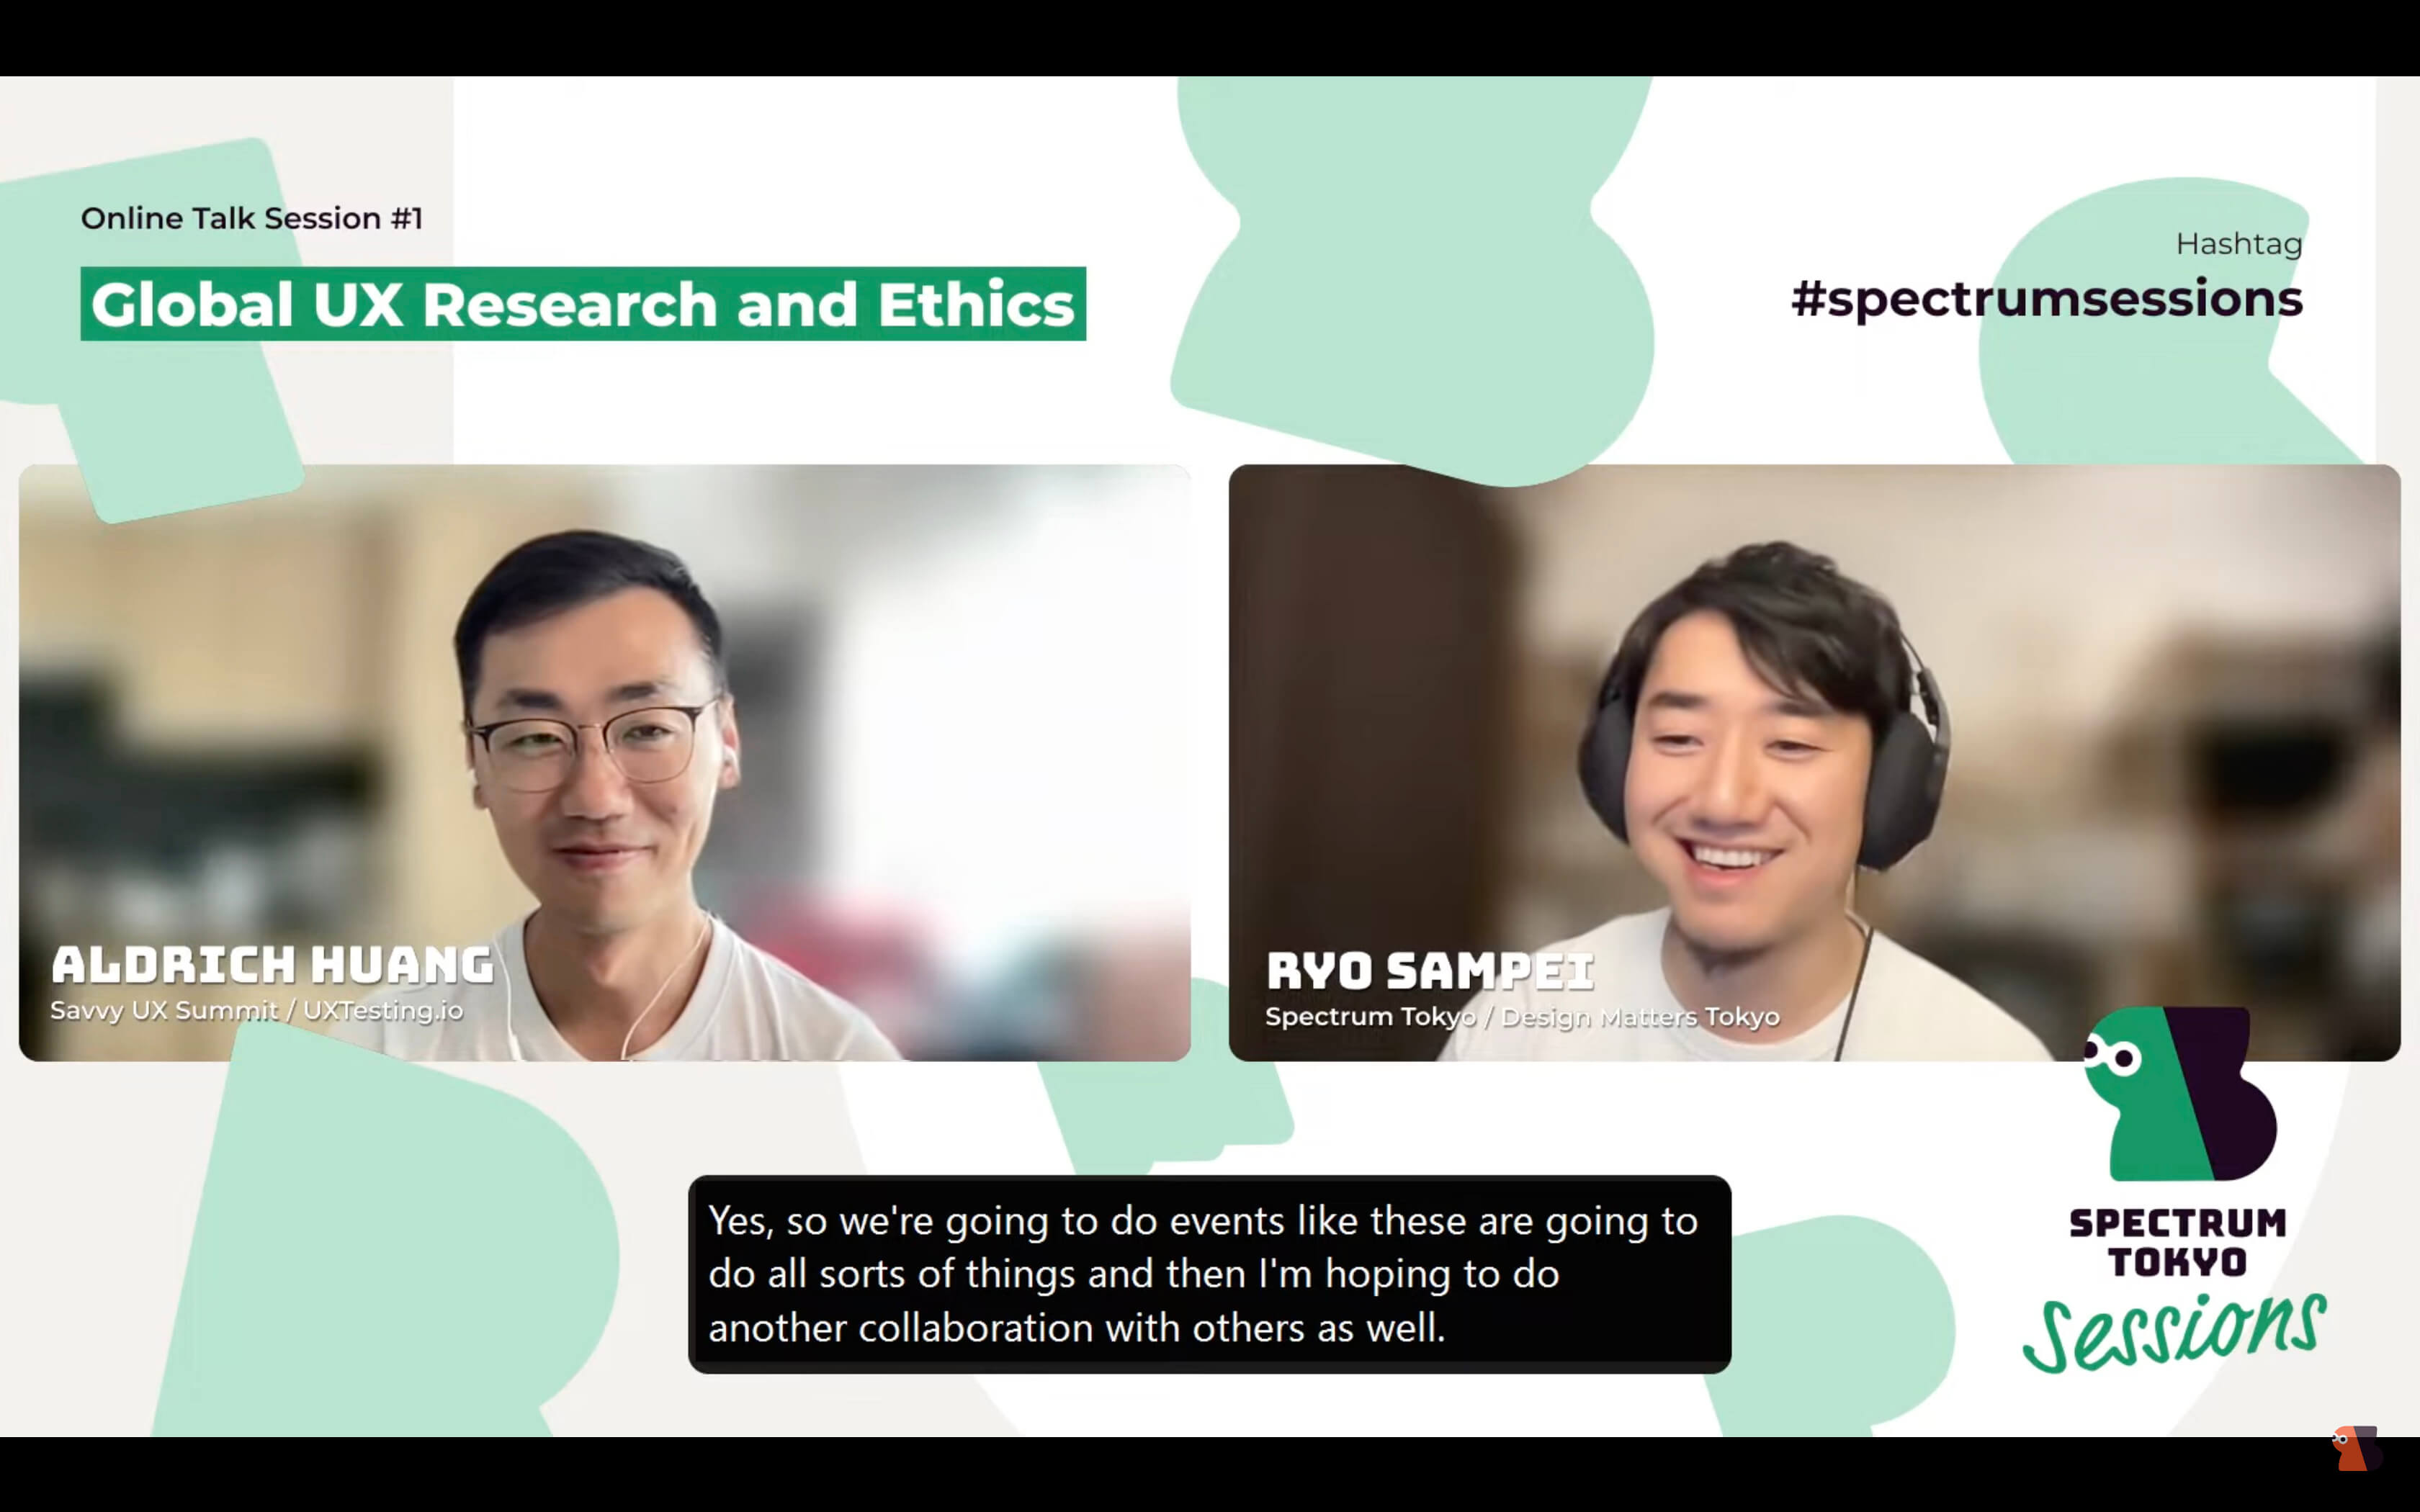 Online Talk Session #1
Global UX Research and Ethics
Hashtag
#spectrumsessions
ALDRICH HUANG
Savvy UX Summit / UXTesting.io
RYO SAMPEI
Spectrum Tokyo / Design Matters Tokyo
Yes, so we're going to do events like these are going to
do all sorts of things and then I'm hoping to do
another collaboration with others as well.
SPECTRUM
TOKYO
Sessions